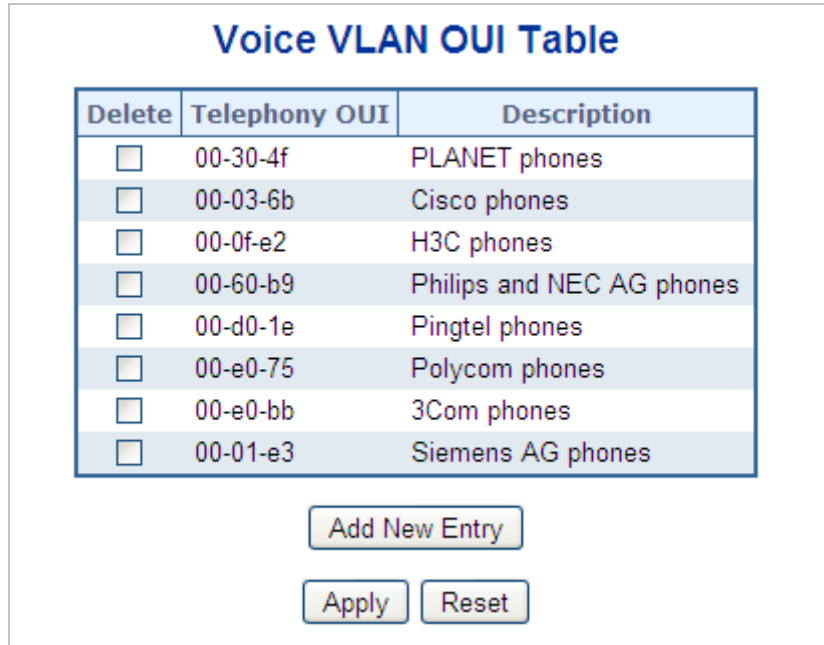 Voice VLAN OUI Table
Delete Telephony OUI Description
00-30-4f PLANET phones
00-03-6b Cisco phones
00-0f-e2 H3C phones
00-60-b9 Philips and NEC AG phones
00-d0-1e Pingtel phones
00-e0-75 Polycom phones
00-e0-bb 3Com phones
00-01-e3 Siemens AG phones
Add New Entry
Apply Reset